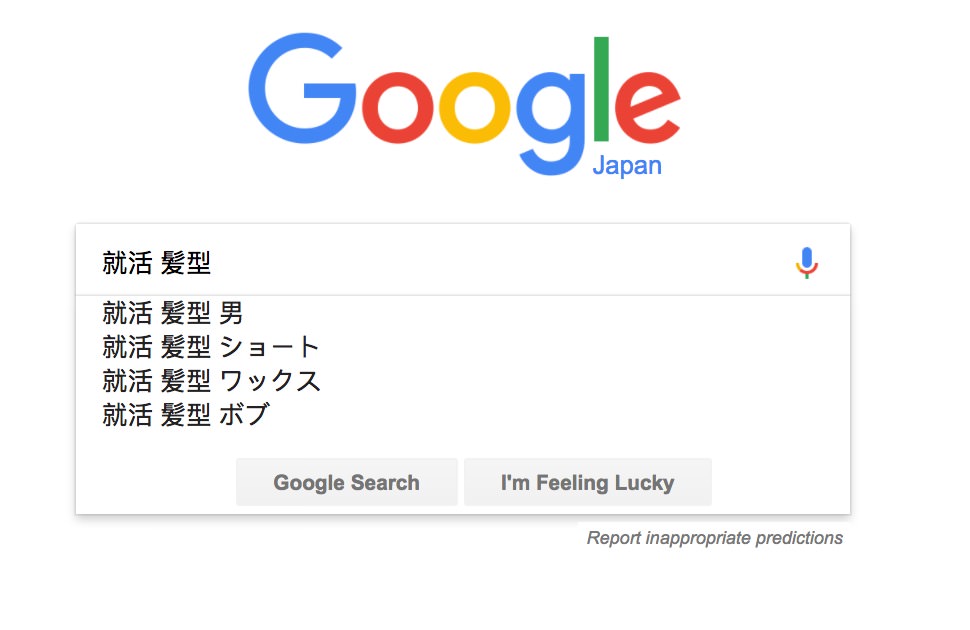 Google
Japan
就活 髪型
就活 髪型 男
就活 髪型 ショート
就活 髪型 ワックス
就活 髪型 ボブ
Google Search
I'm Feeling Lucky
Report inappropriate predictions